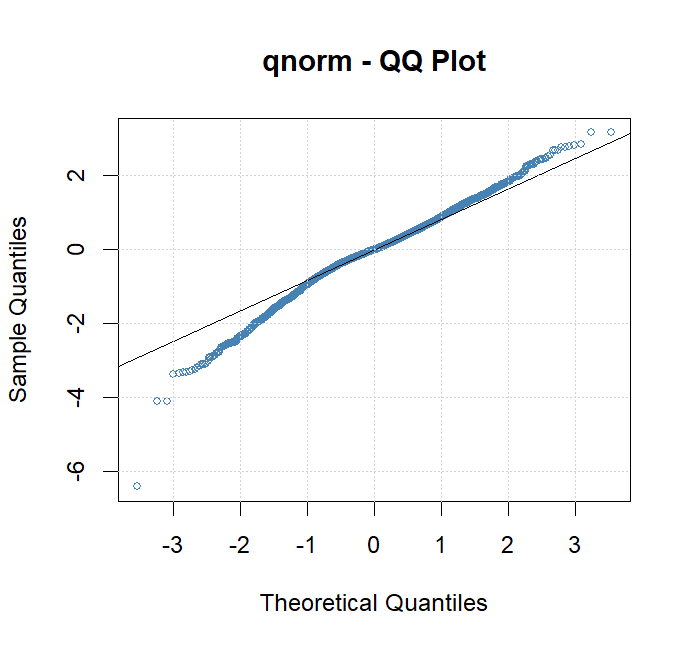 qnorm - QQ Plot
Sample Quantiles
2
0
-2
-4
-6
-3 -2 -1 0 1 2 3
Theoretical Quantiles